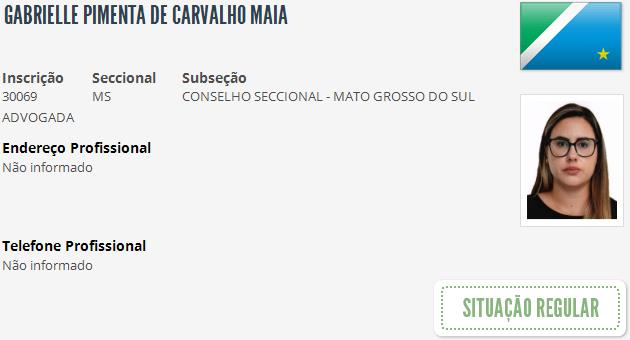 GABRIELLE PIMENTA DE CARVALHO MAIA
Inscrição Seccional Subseção
30069 MS CONSELHO SECCIONAL - MATO GROSSO DO SUL
ADVOGADA
Endereço Profissional
Não informado
Telefone Profissional
Não informado
SITUAÇÃO REGULAR